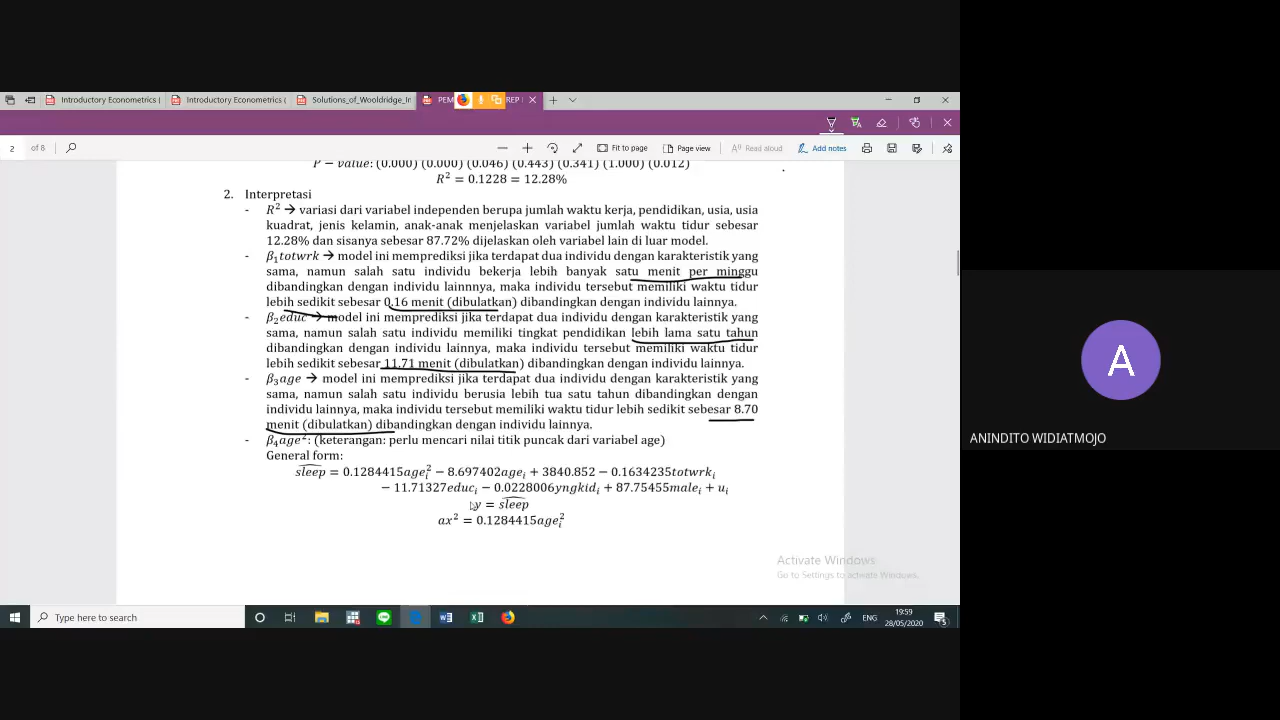 Introductory Econometrics (
Introductory Econometrics (
Solutions_of_Wooldridge_In
PEM
REP
2 of 8
Fit to page
Page view
Read aloud
Add notes
P − value: (0.000) (0.000) (0.046) (0.443) (0.341) (1.000) (0.012)
R² = 0.1228 = 12.28%
2. Interpretasi
- R² → variasi dari variabel independen berupa jumlah waktu kerja, pendidikan, usia, usia
kuadrat, jenis kelamin, anak-anak menjelaskan variabel jumlah waktu tidur sebesar
12.28% dan sisanya sebesar 87.72% dijelaskan oleh variabel lain di luar model.
- β₁totwrk → model ini memprediksi jika terdapat dua individu dengan karakteristik yang
sama, namun salah satu individu bekerja lebih banyak satu menit per minggu
dibandingkan dengan individu lainnnya, maka individu tersebut memiliki waktu tidur
lebih sedikit sebesar 0.16 menit (dibulatkan) dibandingkan dengan individu lainnya.
- β₂educ → model ini memprediksi jika terdapat dua individu dengan karakteristik yang
sama, namun salah satu individu memiliki tingkat pendidikan lebih lama satu tahun
dibandingkan dengan individu lainnya, maka individu tersebut memiliki waktu tidur
lebih sedikit sebesar 11.71 menit (dibulatkan) dibandingkan dengan individu lainnya.
- β₃age → model ini memprediksi jika terdapat dua individu dengan karakteristik yang
sama, namun salah satu individu berusia lebih tua satu tahun dibandingkan dengan
individu lainnya, maka individu tersebut memiliki waktu tidur lebih sedikit sebesar 8.70
menit (dibulatkan) dibandingkan dengan individu lainnya.
- β₄age²: (keterangan: perlu mencari nilai titik puncak dari variabel age)
General form:
sleep̂ = 0.1284415ageᵢ² − 8.697402ageᵢ + 3840.852 − 0.1634235totwrkᵢ
− 11.71327educᵢ − 0.0228006yngkidᵢ + 87.75455maleᵢ + uᵢ
y = sleep̂
ax² = 0.1284415ageᵢ²
Activate Windows
Go to Settings to activate Windows.
ANINDITO WIDIATMOJO
A
Type here to search
ENG
19:59
28/05/2020
5